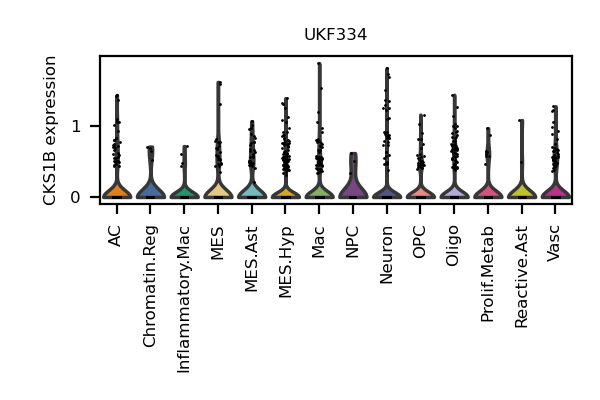 UKF334
CKS1B expression
1
0
AC
Chromatin.Reg
Inflammatory.Mac
MES
MES.Ast
MES.Hyp
Mac
NPC
Neuron
OPC
Oligo
Prolif.Metab
Reactive.Ast
Vasc